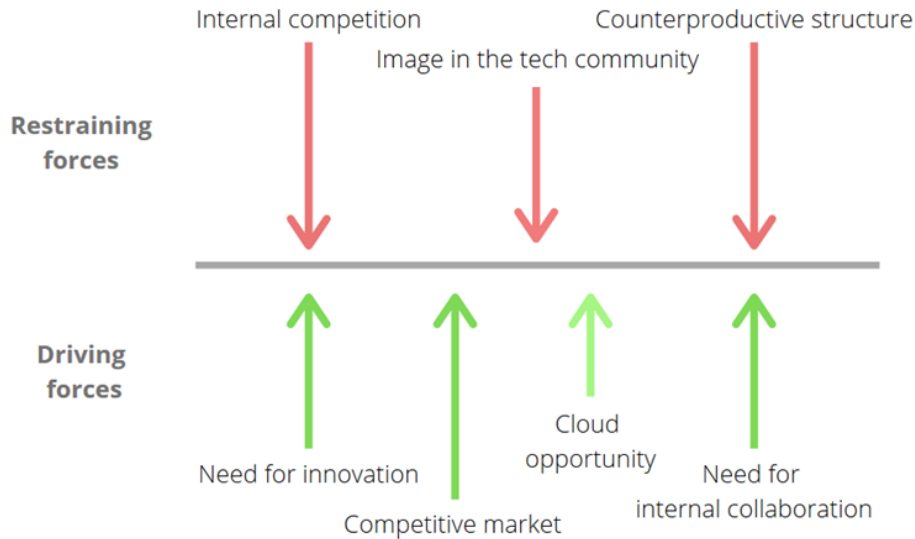 Internal competition
Counterproductive structure
Image in the tech community
Restraining
forces
Driving
forces
Cloud
opportunity
Need for innovation
Need for
internal collaboration
Competitive market